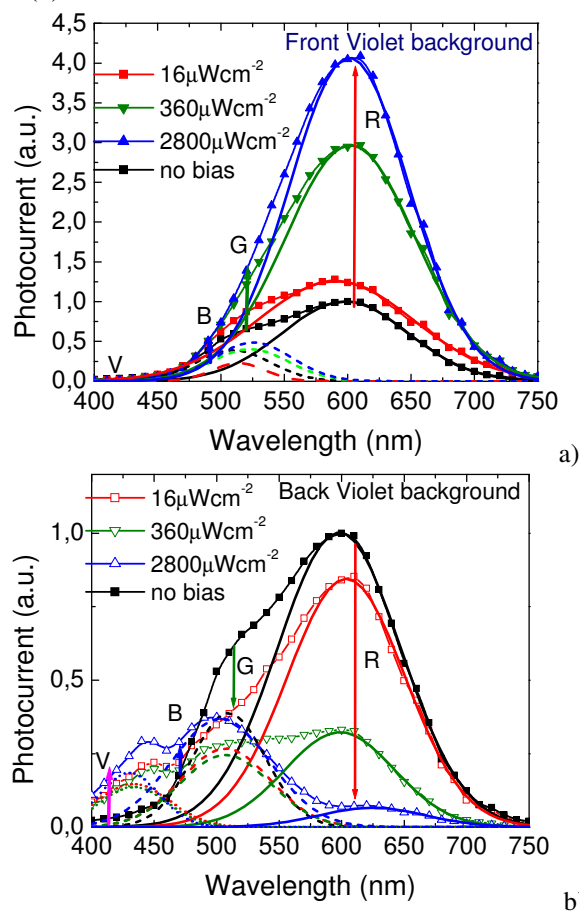 4,5
4,0
3,5
3,0
2,5
2,0
1,5
1,0
0,5
0,0
Photocurrent (a.u.)
Front Violet background
16µWcm-2
360µWcm-2
2800µWcm-2
no bias
R
G
B
V
400 450 500 550 600 650 700 750
Wavelength (nm)
a)
1,0
0,5
0,0
Photocurrent (a.u.)
Back Violet background
16µWcm-2
360µWcm-2
2800µWcm-2
no bias
G
R
B
V
400 450 500 550 600 650 700 750
Wavelength (nm)